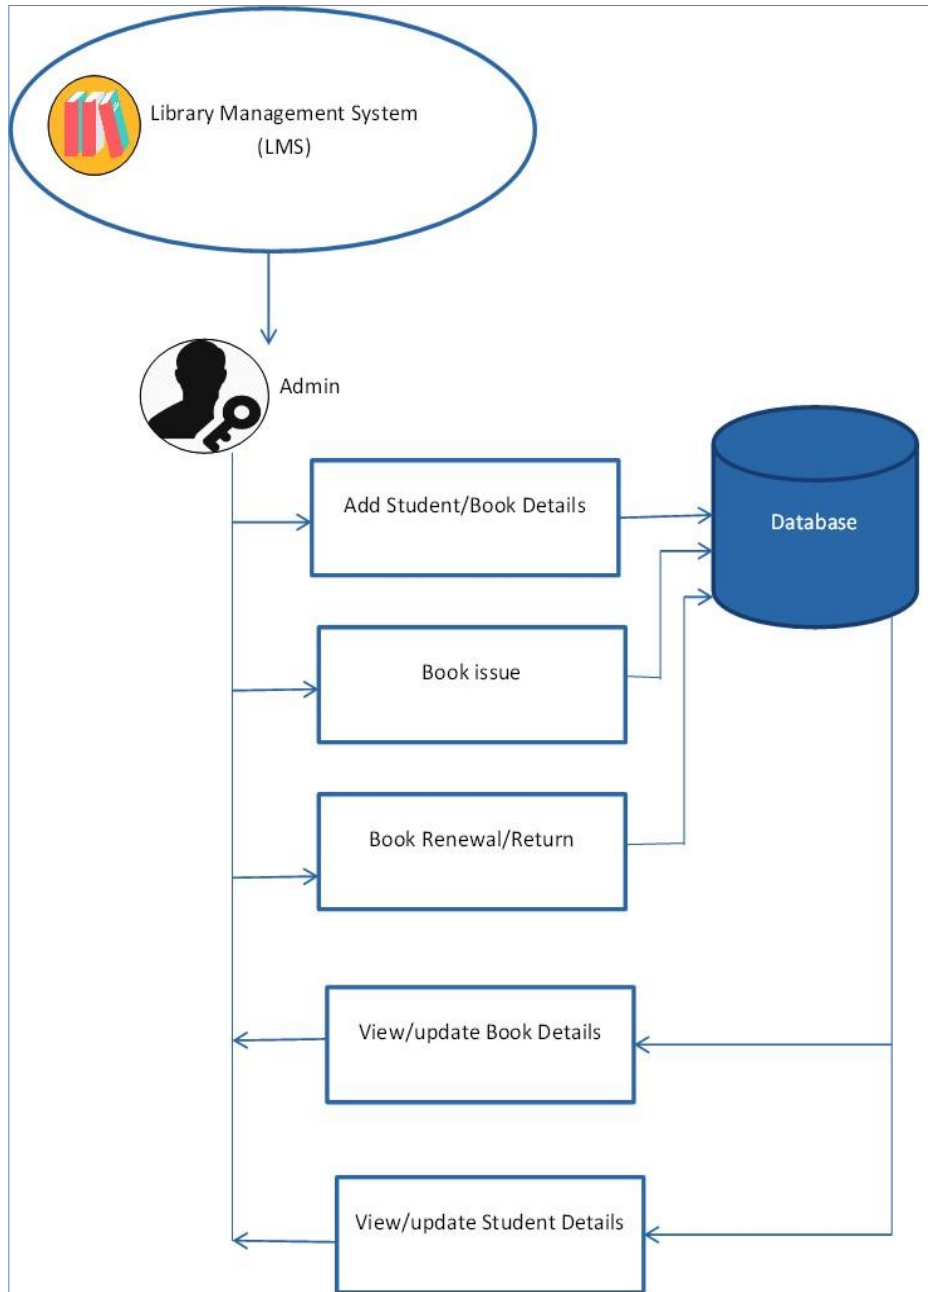 Library Management System
(LMS)
Admin
Add Student/Book Details
Database
Book issue
Book Renewal/Return
View/update Book Details
View/update Student Details